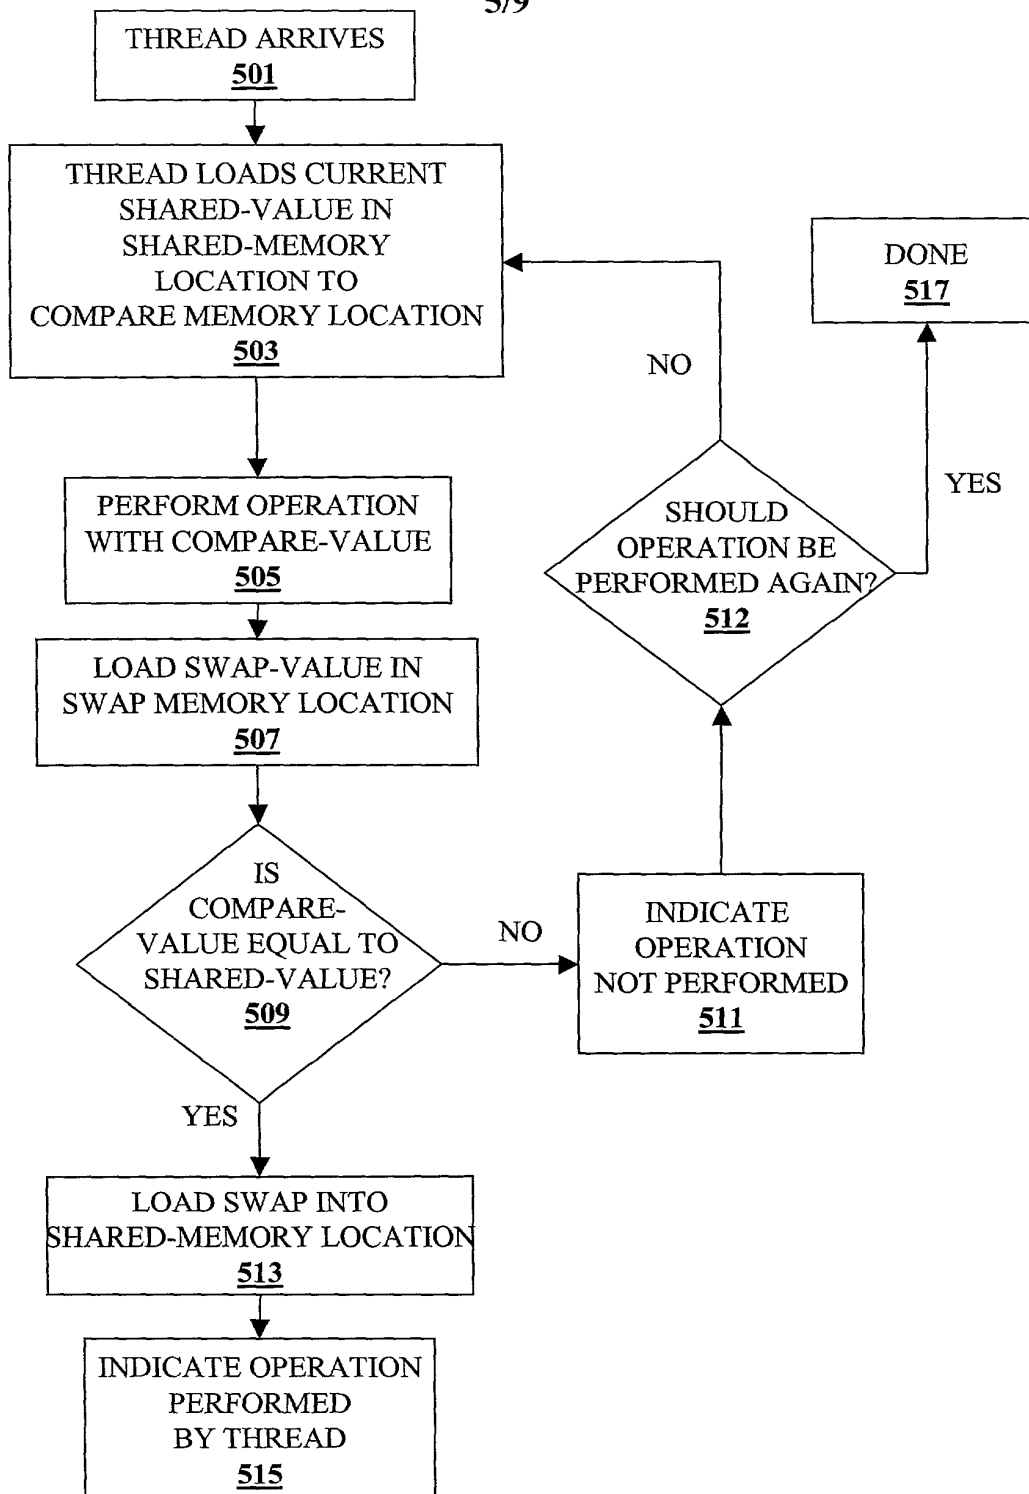 5/9
THREAD ARRIVES
501
THREAD LOADS CURRENT
SHARED-VALUE IN
SHARED-MEMORY
LOCATION TO
COMPARE MEMORY LOCATION
503
PERFORM OPERATION
WITH COMPARE-VALUE
505
LOAD SWAP-VALUE IN
SWAP MEMORY LOCATION
507
IS
COMPARE-
VALUE EQUAL TO
SHARED-VALUE?
509
NO
INDICATE
OPERATION
NOT PERFORMED
511
SHOULD
OPERATION BE
PERFORMED AGAIN?
512
NO
YES
DONE
517
YES
LOAD SWAP INTO
SHARED-MEMORY LOCATION
513
INDICATE OPERATION
PERFORMED
BY THREAD
515